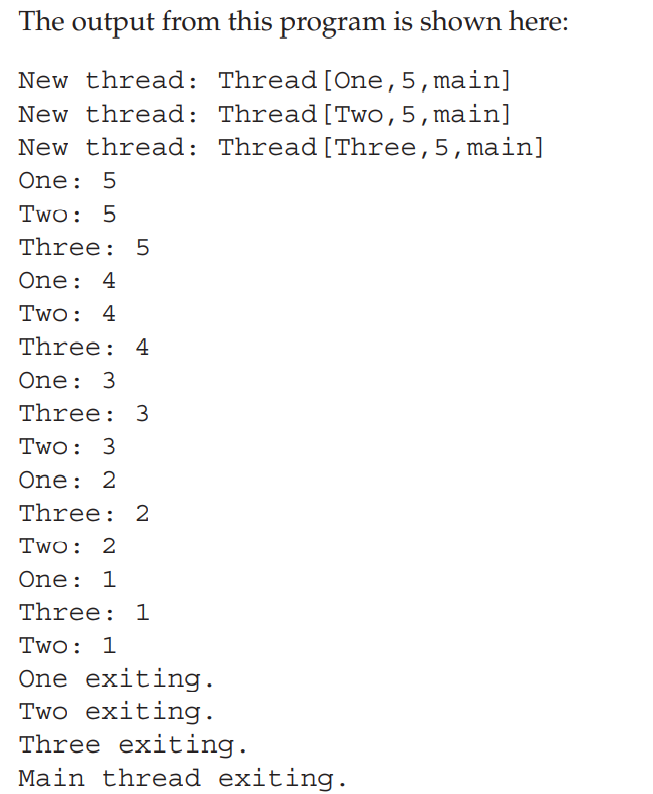 The output from this program is shown here:
New thread: Thread[One,5,main]
New thread: Thread[Two,5,main]
New thread: Thread[Three,5,main]
One: 5
Two: 5
Three: 5
One: 4
Two: 4
Three: 4
One: 3
Three: 3
Two: 3
One: 2
Three: 2
Two: 2
One: 1
Three: 1
Two: 1
One exiting.
Two exiting.
Three exiting.
Main thread exiting.